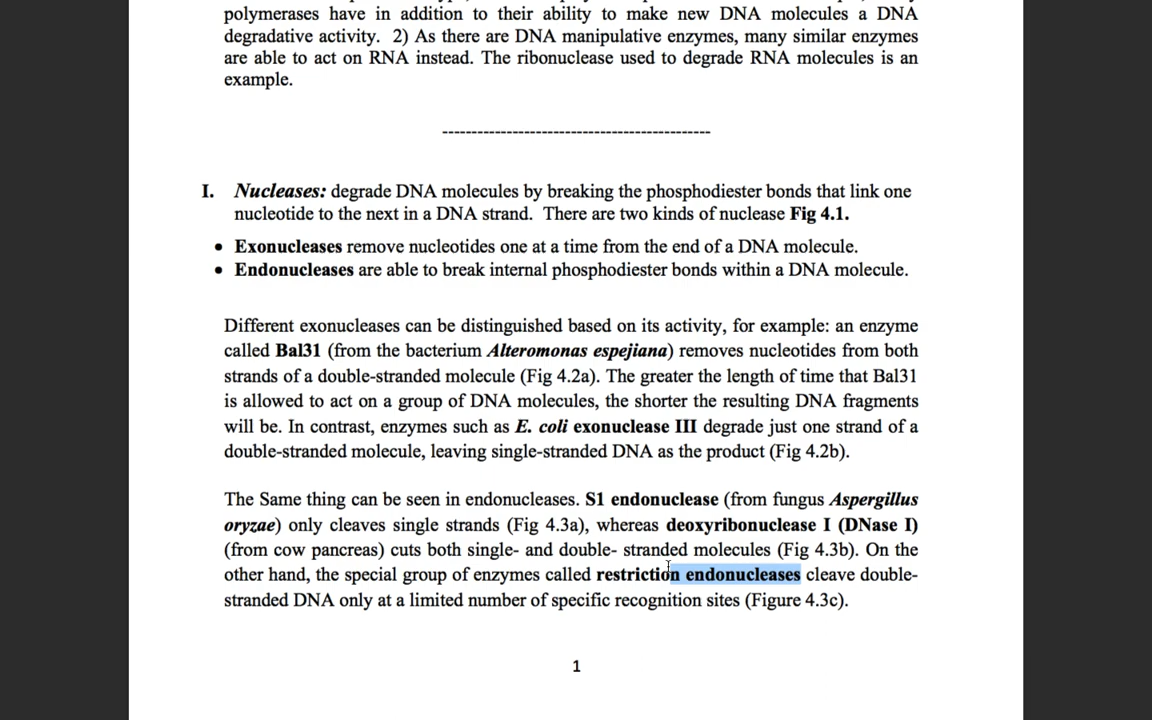 polymerases have in addition to their ability to make new DNA molecules a DNA
degradative activity. 2) As there are DNA manipulative enzymes, many similar enzymes
are able to act on RNA instead. The ribonuclease used to degrade RNA molecules is an
example.
----------------------------------------------
I. Nucleases: degrade DNA molecules by breaking the phosphodiester bonds that link one
nucleotide to the next in a DNA strand. There are two kinds of nuclease Fig 4.1.
• Exonucleases remove nucleotides one at a time from the end of a DNA molecule.
• Endonucleases are able to break internal phosphodiester bonds within a DNA molecule.
Different exonucleases can be distinguished based on its activity, for example: an enzyme
called Bal31 (from the bacterium Alteromonas espejiana) removes nucleotides from both
strands of a double-stranded molecule (Fig 4.2a). The greater the length of time that Bal31
is allowed to act on a group of DNA molecules, the shorter the resulting DNA fragments
will be. In contrast, enzymes such as E. coli exonuclease III degrade just one strand of a
double-stranded molecule, leaving single-stranded DNA as the product (Fig 4.2b).
The Same thing can be seen in endonucleases. S1 endonuclease (from fungus Aspergillus
oryzae) only cleaves single strands (Fig 4.3a), whereas deoxyribonuclease I (DNase I)
(from cow pancreas) cuts both single- and double- stranded molecules (Fig 4.3b). On the
other hand, the special group of enzymes called restriction endonucleases cleave double-
stranded DNA only at a limited number of specific recognition sites (Figure 4.3c).
1